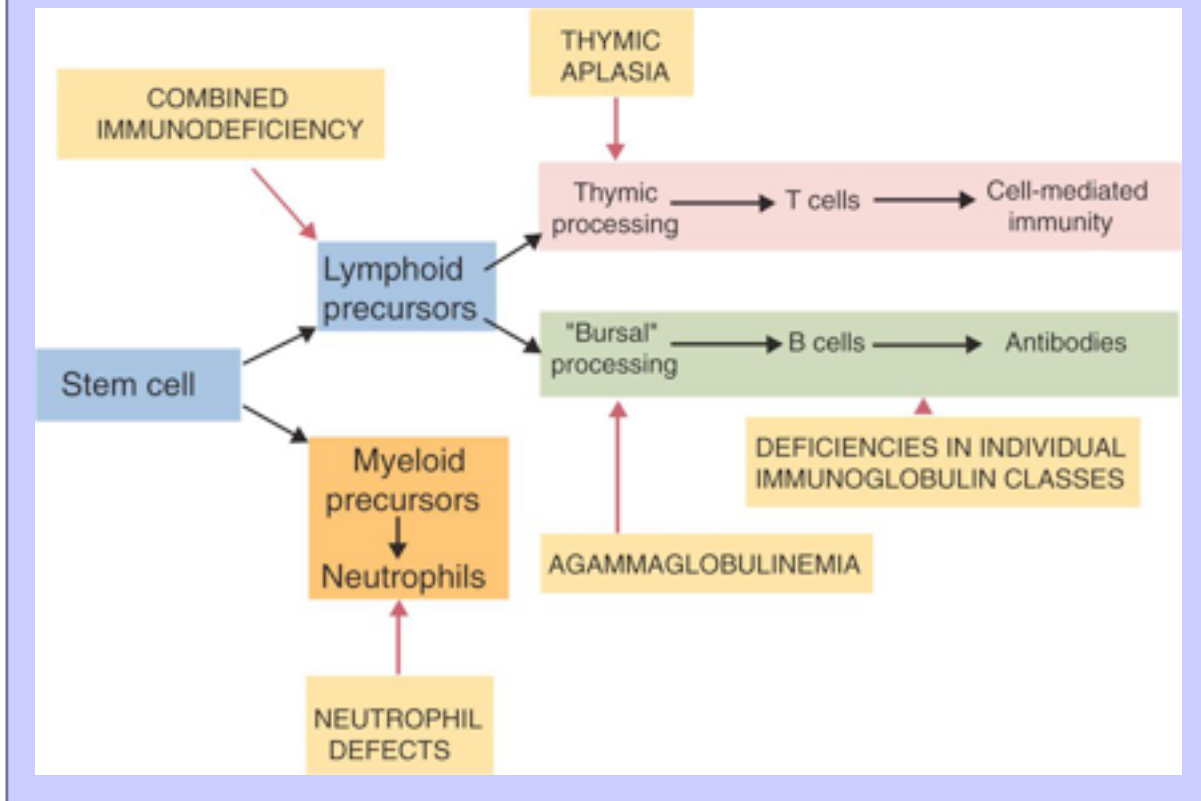 THYMIC
APLASIA
COMBINED
IMMUNODEFICIENCY
Thymic
processing
T cells
Cell-mediated
immunity
Lymphoid
precursors
"Bursal"
processing
B cells
Antibodies
Stem cell
Myeloid
precursors
Neutrophils
DEFICIENCIES IN INDIVIDUAL
IMMUNOGLOBULIN CLASSES
AGAMMAGLOBULINEMIA
NEUTROPHIL
DEFECTS